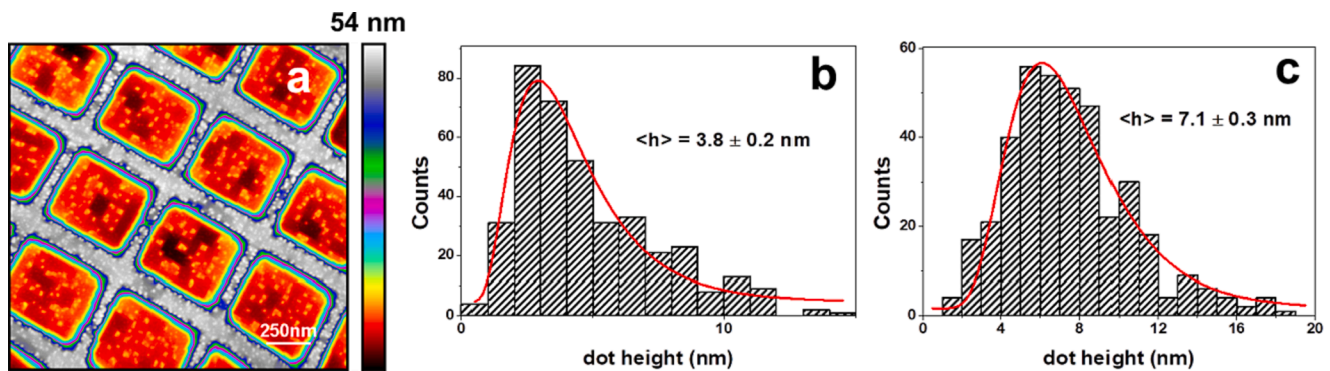 54 nm
a
250nm
b
<h> = 3.8 ± 0.2 nm
Counts
80
60
40
20
0
0
10
dot height (nm)
c
<h> = 7.1 ± 0.3 nm
Counts
60
40
20
0
0
4
8
12
16
20
dot height (nm)